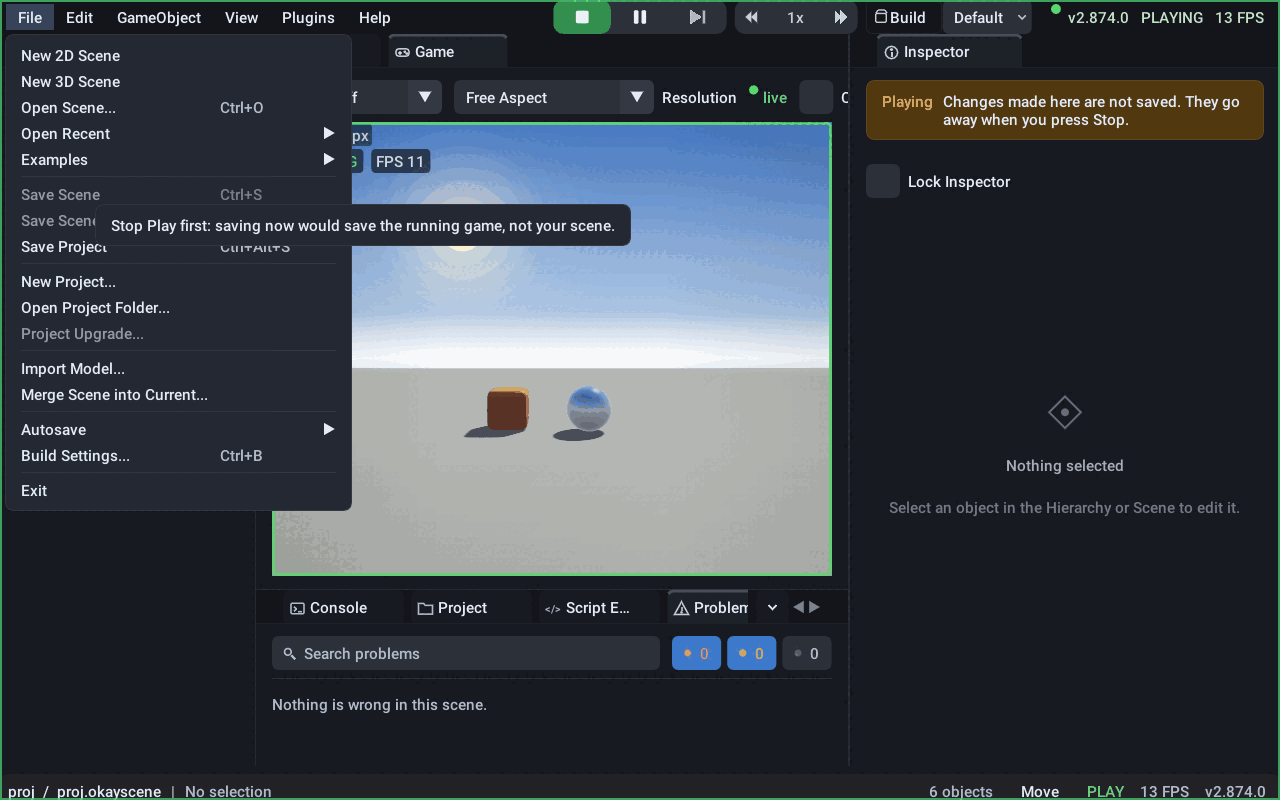 File Edit GameObject View Plugins Help 1x Build Default v2.874.0 PLAYING 13 FPS
Game
Inspector
New 2D Scene
New 3D Scene
Open Scene... Ctrl+O
Open Recent
Examples
Save Scene Ctrl+S
Save Scene
Stop Play first: saving now would save the running game, not your scene.
Save Project Ctrl+Alt+S
New Project...
Open Project Folder...
Project Upgrade...
Import Model...
Merge Scene into Current...
Autosave
Build Settings... Ctrl+B
Exit
Free Aspect Resolution live
px
FPS 11
Playing Changes made here are not saved. They go
away when you press Stop.
Lock Inspector
Nothing selected
Select an object in the Hierarchy or Scene to edit it.
Console Project Script E... Problem
Search problems 0 0 0
Nothing is wrong in this scene.
proj / proj.okayscene | No selection 6 objects Move PLAY 13 FPS v2.874.0